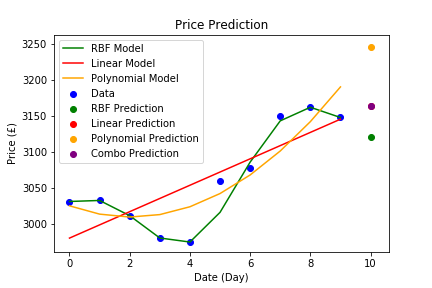 Price Prediction
Price (£)
3250
3200
3150
3100
3050
3000
RBF Model
Linear Model
Polynomial Model
Data
RBF Prediction
Linear Prediction
Polynomial Prediction
Combo Prediction
0 2 4 6 8 10
Date (Day)